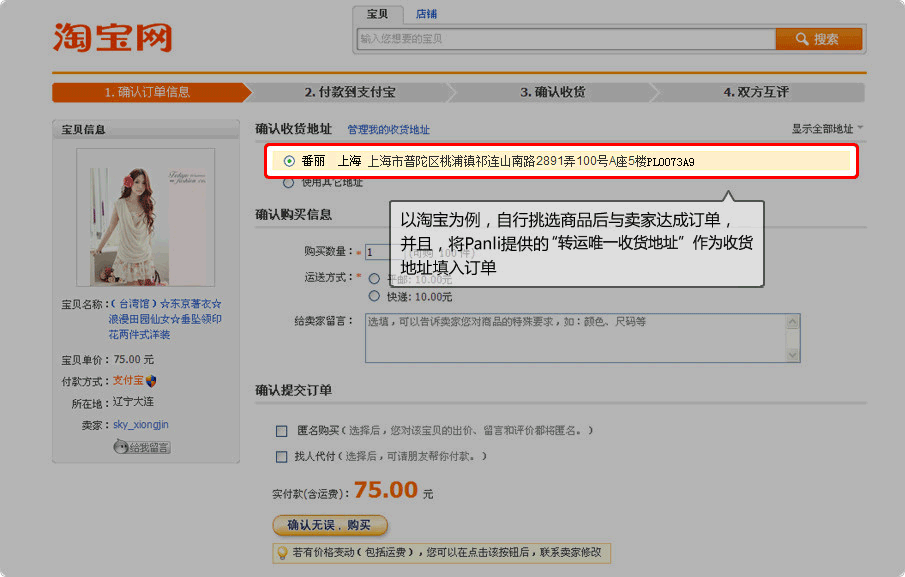 宝贝
店铺
淘宝网
输入您想要的宝贝
搜索
1. 确认订单信息
2. 付款到支付宝
3. 确认收货
4. 双方互评
宝贝信息
确认收货地址
管理我的收货地址
显示全部地址
番丽 上海 上海市普陀区桃浦镇祁连山南路2891弄100号A座5楼PL0073A9
使用其它地址
确认购买信息
以淘宝为例，自行挑选商品后与卖家达成订单，
并且，将Panli提供的“转运唯一收货地址”作为收货
地址填入订单
购买数量：* 1
运送方式：* 平邮: 10.00元
快递: 10.00元
给卖家留言：
选填，可以告诉卖家您对商品的特殊要求，如：颜色、尺码等
宝贝名称：（台湾馆）☆东京著衣☆
浪漫田园仙女☆垂坠领印
花两件式洋装
宝贝单价：75.00 元
付款方式：支付宝
所在地：辽宁大连
卖家：sky_xiongjin
给我留言
确认提交订单
匿名购买（选择后，您对该宝贝的出价、留言和评价都将匿名。）
找人代付（选择后，可请朋友帮你付款。）
实付款(含运费)：75.00 元
确认无误，购买
若有价格变动（包括运费），您可以在点击该按钮后，联系卖家修改